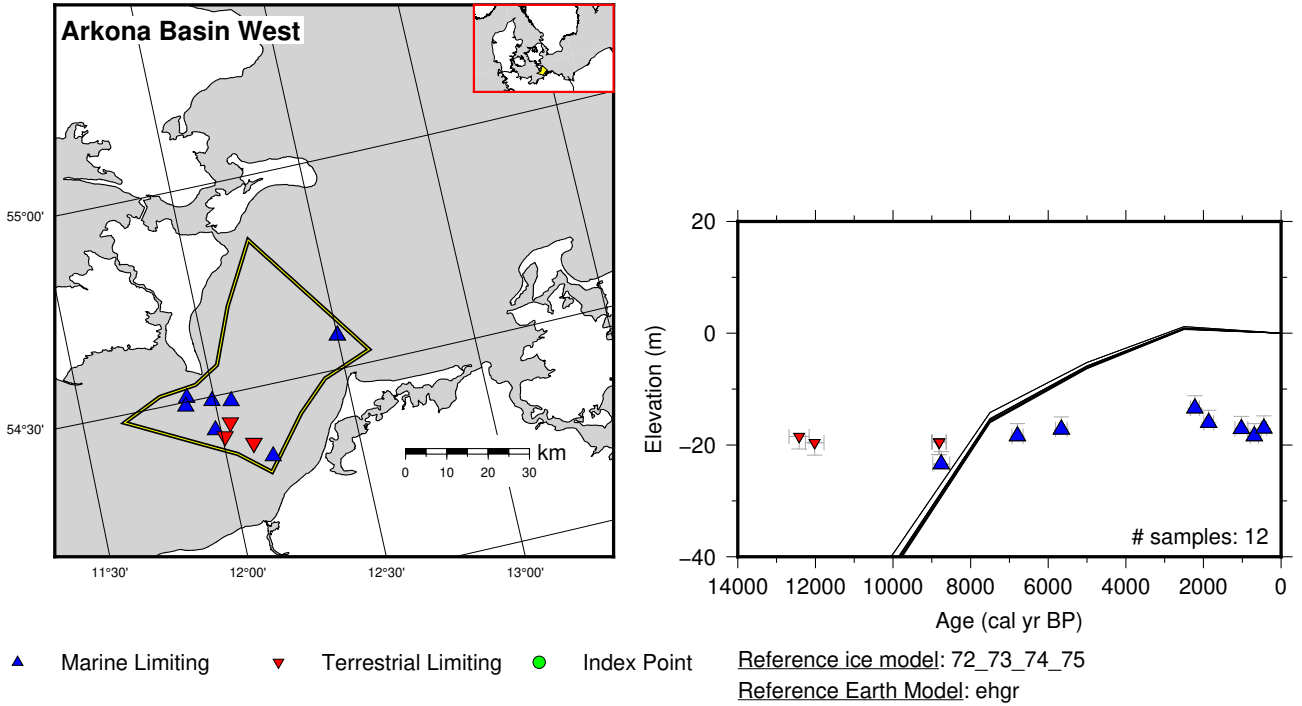 Arkona Basin West
55°00'
54°30'
0 10 20 30 km
11°30' 12°00' 12°30' 13°00'
20
0
−20
−40
Elevation (m)
# samples: 12
14000 12000 10000 8000 6000 4000 2000 0
Age (cal yr BP)
Marine Limiting Terrestrial Limiting Index Point
Reference ice model: 72_73_74_75
Reference Earth Model: ehgr